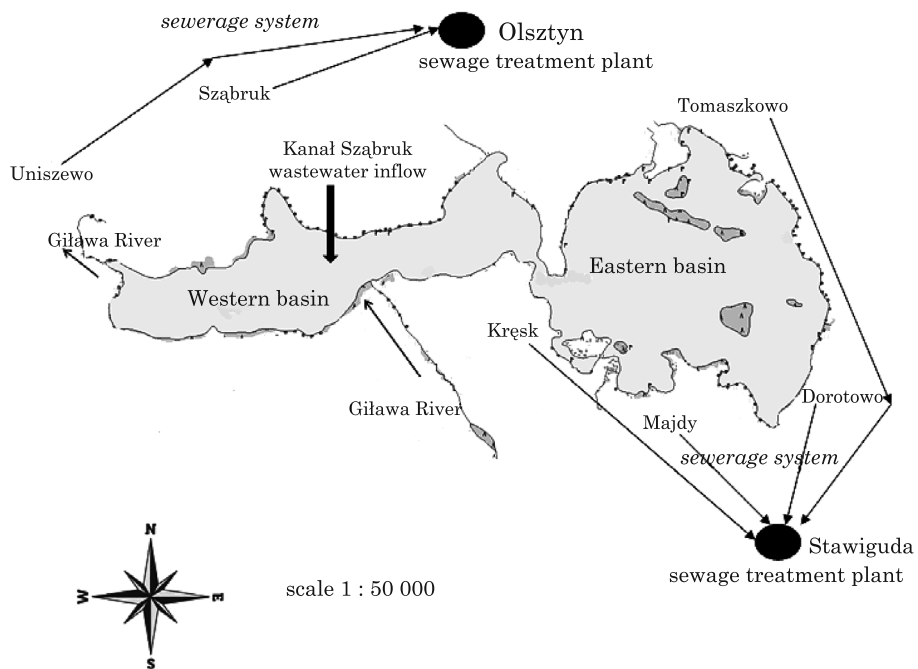 sewerage system
Olsztyn
sewage treatment plant
Sząbruk
Tomaszkowo
Uniszewo
Kanał Sząbruk
wastewater inflow
Giława River
Eastern basin
Western basin
Kręsk
Giława River
Dorotowo
Majdy
sewerage system
Stawiguda
sewage treatment plant
N
W
E
S
scale 1 : 50 000